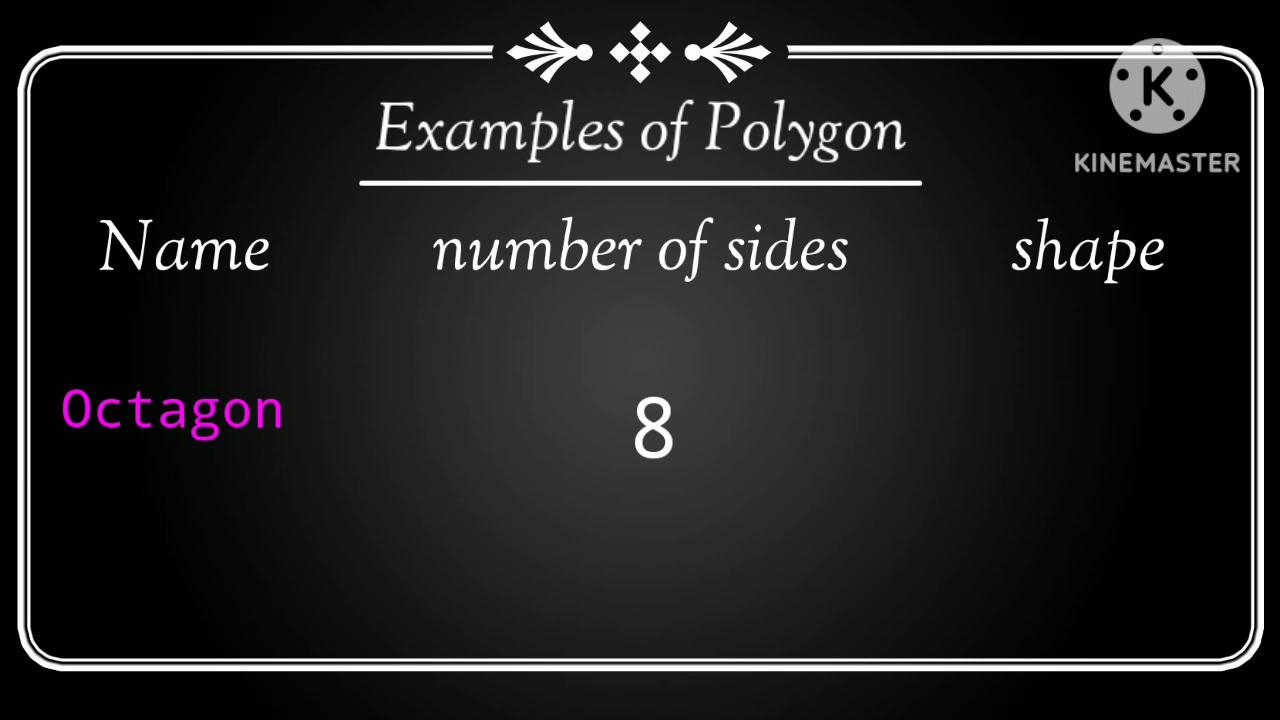 Examples of Polygon
K
KINEMASTER
Name number of sides shape
Octagon 8